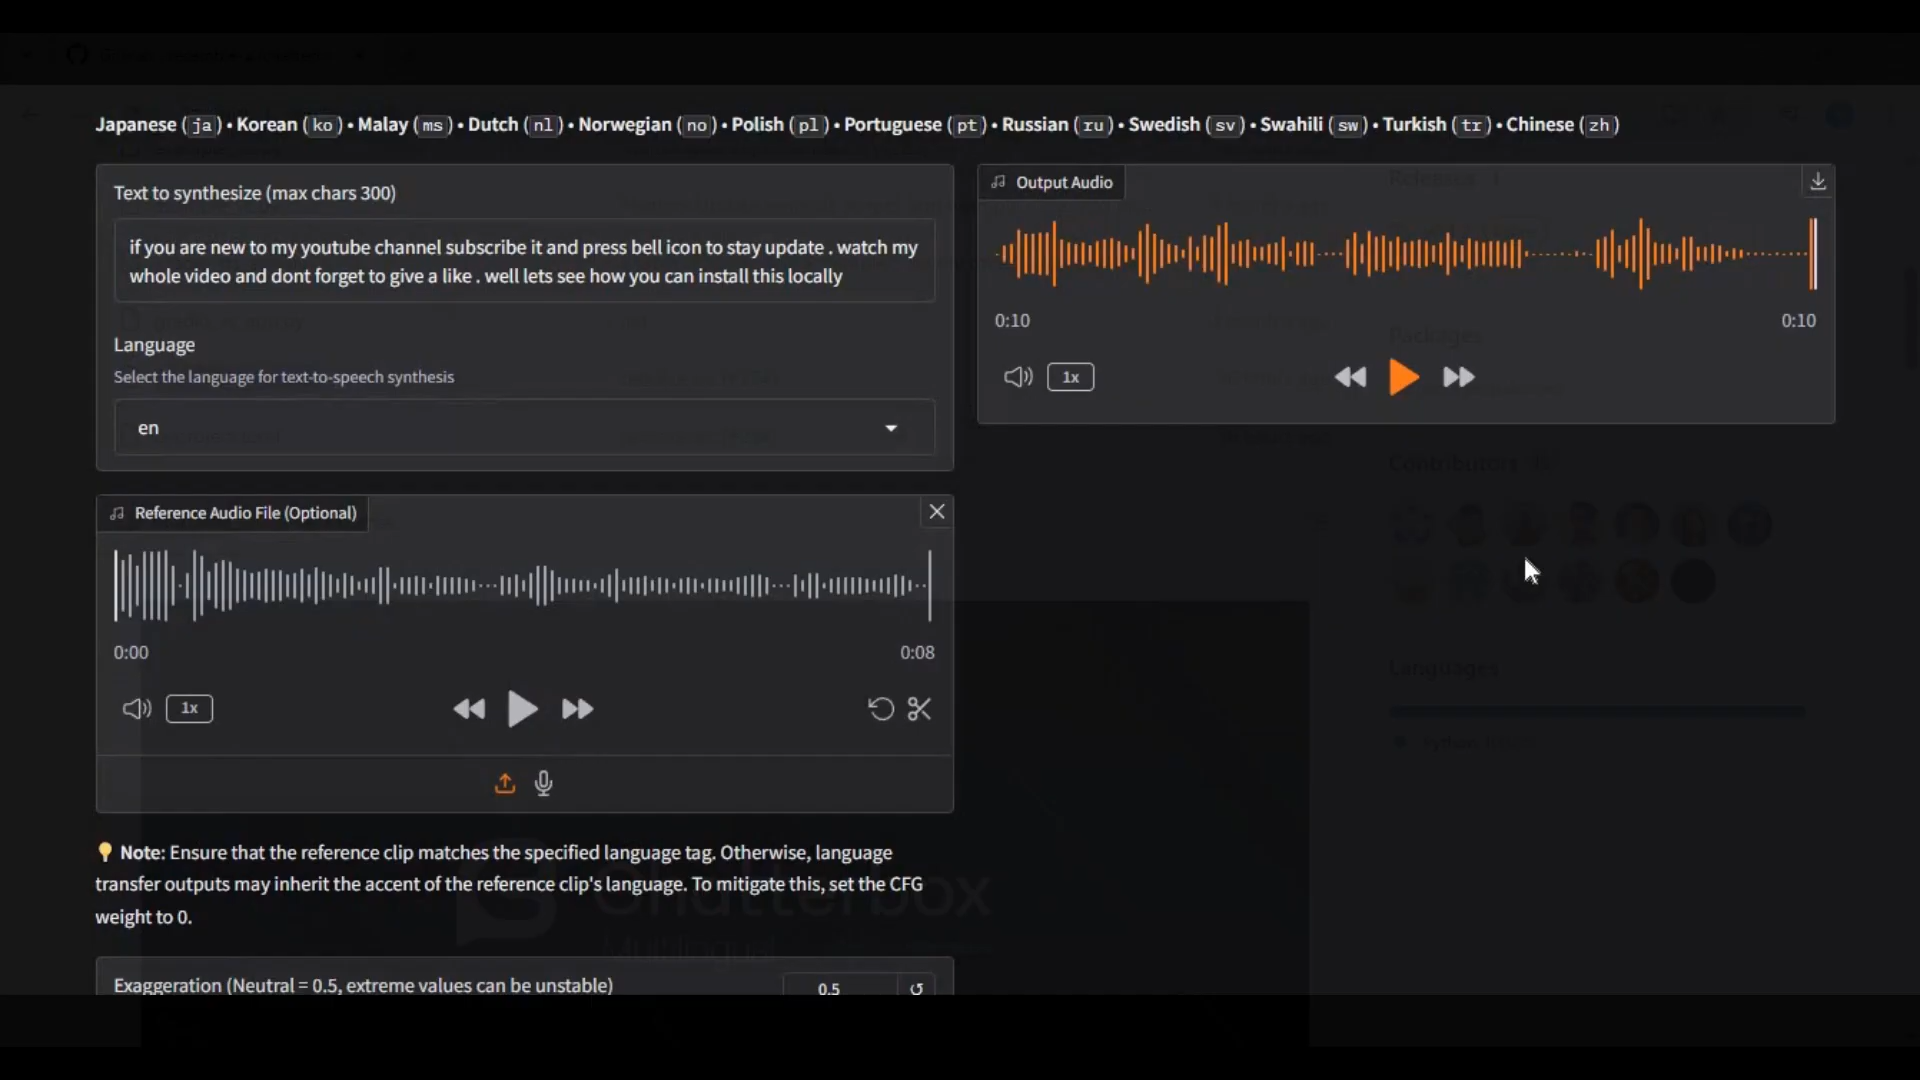 Japanese (ja) • Korean (ko) • Malay (ms) • Dutch (nl) • Norwegian (no) • Polish (pl) • Portuguese (pt) • Russian (ru) • Swedish (sv) • Swahili (sw) • Turkish (tr) • Chinese (zh)
Text to synthesize (max chars 300)
if you are new to my youtube channel subscribe it and press bell icon to stay update . watch my
whole video and dont forget to give a like . well lets see how you can install this locally
Language
Select the language for text-to-speech synthesis
en
Output Audio
Releases
0:10
0:10
Packages
1x
Contributors
Reference Audio File (Optional)
0:00
0:08
Languages
1x
Note: Ensure that the reference clip matches the specified language tag. Otherwise, language
transfer outputs may inherit the accent of the reference clip's language. To mitigate this, set the CFG
weight to 0.
Chatterbox
Multilingual
Exaggeration (Neutral = 0.5, extreme values can be unstable)
0.5